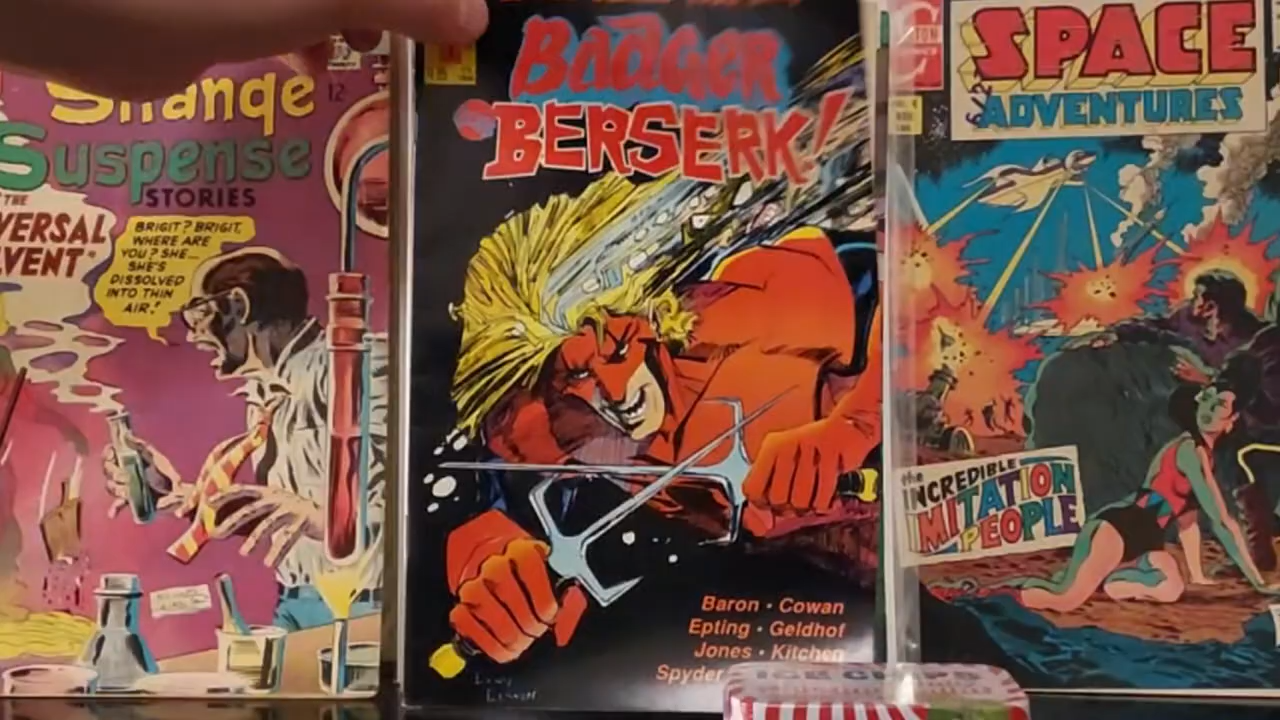 Strange
Suspense
STORIES
12
THE
VERSAL
VENT"
BRIGIT? BRIGIT,
WHERE ARE
YOU? SHE...
SHE'S
DISSOLVED
INTO THIN
AIR!"
BADGER
BERSERK!
Baron • Cowan
Epting • Geldhof
Jones • Kitchen
Spyder
SPACE
ADVENTURES
the
INCREDIBLE
IMITATION
PEOPLE